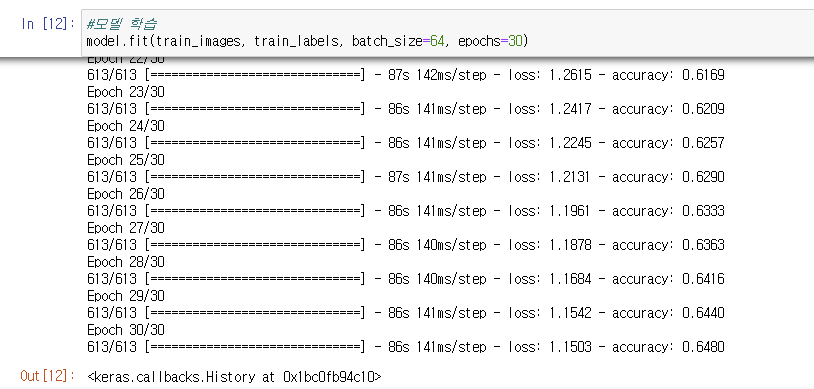 In [12]: #모델 학습
model.fit(train_images, train_labels, batch_size=64, epochs=30)
Epoch 22/30
613/613 [==============================] - 87s 142ms/step - loss: 1.2615 - accuracy: 0.6169
Epoch 23/30
613/613 [==============================] - 86s 141ms/step - loss: 1.2417 - accuracy: 0.6209
Epoch 24/30
613/613 [==============================] - 86s 141ms/step - loss: 1.2245 - accuracy: 0.6257
Epoch 25/30
613/613 [==============================] - 87s 141ms/step - loss: 1.2131 - accuracy: 0.6290
Epoch 26/30
613/613 [==============================] - 86s 141ms/step - loss: 1.1961 - accuracy: 0.6333
Epoch 27/30
613/613 [==============================] - 86s 140ms/step - loss: 1.1878 - accuracy: 0.6363
Epoch 28/30
613/613 [==============================] - 86s 140ms/step - loss: 1.1684 - accuracy: 0.6416
Epoch 29/30
613/613 [==============================] - 86s 141ms/step - loss: 1.1542 - accuracy: 0.6440
Epoch 30/30
613/613 [==============================] - 86s 141ms/step - loss: 1.1503 - accuracy: 0.6480
Out[12]: <keras.callbacks.History at 0x1bc0fb94c10>